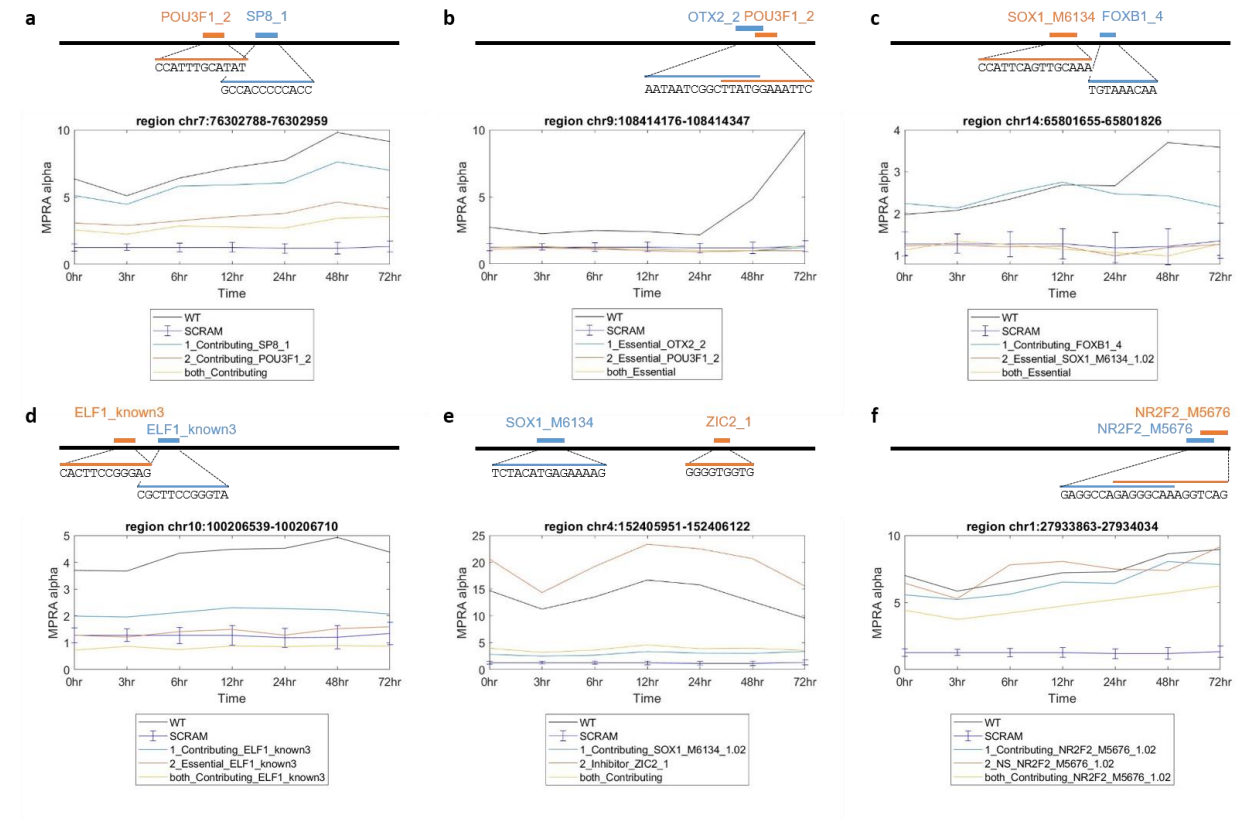 a
POU3F1_2 SP8_1
CCATTTGCATAT
GCCACCCCCACC
region chr7:76302788-76302959
MPRA alpha
10
5
0
0hr 3hr 6hr 12hr 24hr 48hr 72hr
Time
WT
SCRAM
1_Contributing_SP8_1
2_Contributing_POU3F1_2
both_Contributing
b
OTX2_2 POU3F1_2
AATAATCGGCTTATGGAAATTC
region chr9:108414176-108414347
MPRA alpha
10
5
0
0hr 3hr 6hr 12hr 24hr 48hr 72hr
Time
WT
SCRAM
1_Essential_OTX2_2
2_Essential_POU3F1_2
both_Essential
c
SOX1_M6134 FOXB1_4
CCATTCAGTTGCAAA
TGTAAACAA
region chr14:65801655-65801826
MPRA alpha
4
3
2
1
0hr 3hr 6hr 12hr 24hr 48hr 72hr
Time
WT
SCRAM
1_Contributing_FOXB1_4
2_Essential_SOX1_M6134_1.02
both_Essential
d
ELF1_known3
ELF1_known3
CACTTCCGGGAG
CGCTTCCGGGTA
region chr10:100206539-100206710
MPRA alpha
5
4
3
2
1
0
0hr 3hr 6hr 12hr 24hr 48hr 72hr
Time
WT
SCRAM
1_Contributing_ELF1_known3
2_Essential_ELF1_known3
both_Contributing_ELF1_known3
e
SOX1_M6134 ZIC2_1
TCTACATGAGAAAAG GGGGTGGTG
region chr4:152405951-152406122
MPRA alpha
25
20
15
10
5
0
0hr 3hr 6hr 12hr 24hr 48hr 72hr
Time
WT
SCRAM
1_Contributing_SOX1_M6134_1.02
2_Inhibitor_ZIC2_1
both_Contributing
f
NR2F2_M5676
NR2F2_M5676
GAGGCCAGAGGGCAAAGGTCAG
region chr1:27933863-27934034
MPRA alpha
10
5
0
0hr 3hr 6hr 12hr 24hr 48hr 72hr
Time
WT
SCRAM
1_Contributing_NR2F2_M5676_1.02
2_NS_NR2F2_M5676_1.02
both_Contributing_NR2F2_M5676_1.02